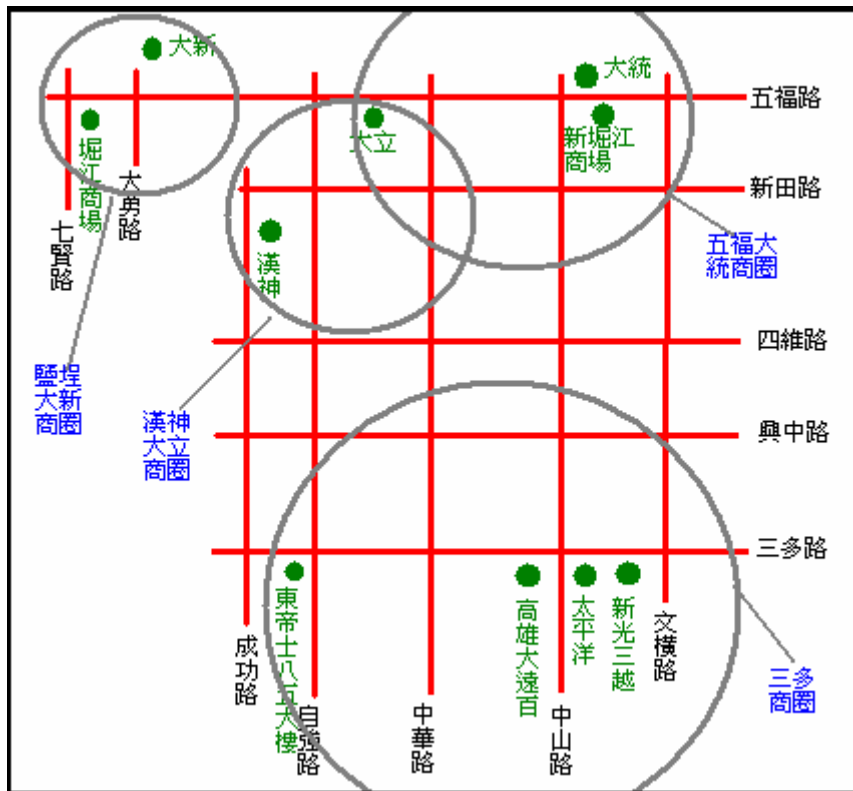 大新
大統
五福路
堀江商場
大勇路
大立
新堀江
商場
新田路
七賢路
漢神
五福大
統商圈
四維路
鹽埕
大新
商圈
漢神
大立
商圈
興中路
三多路
東帝士八五大樓
高雄大遠百
太平洋
新光三越
文橫路
成功路
三多
商圈
自強路
中華路
中山路